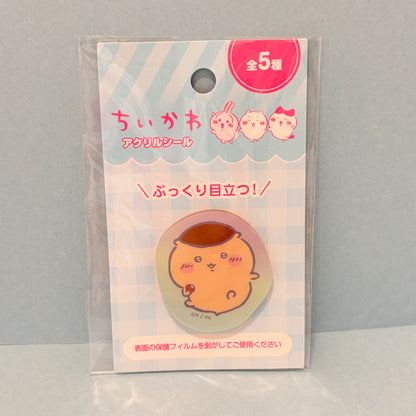 全5種
ちいかわ
アクリルシール
ぷっくり目立つ!
表面の保護フィルムを剥がしてご使用ください